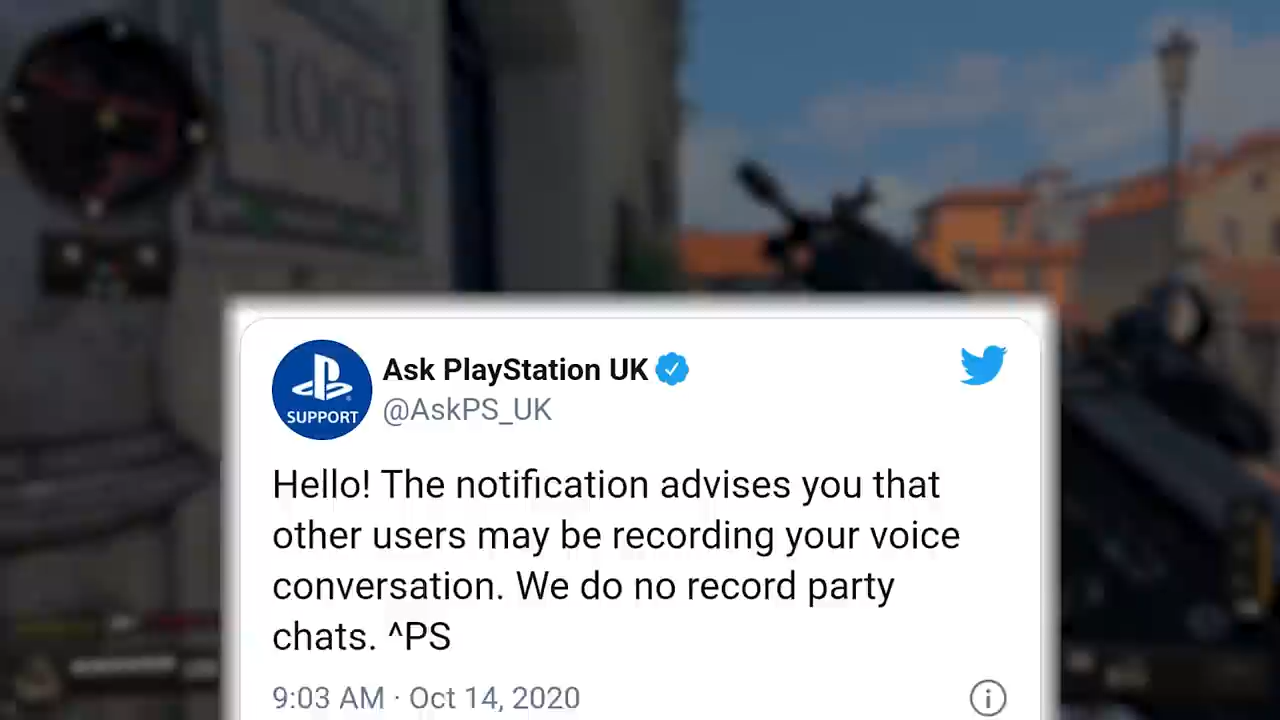 1003
SUPPORT
Ask PlayStation UK
@AskPS_UK
Hello! The notification advises you that
other users may be recording your voice
conversation. We do no record party
chats. ^PS
9:03 AM · Oct 14, 2020